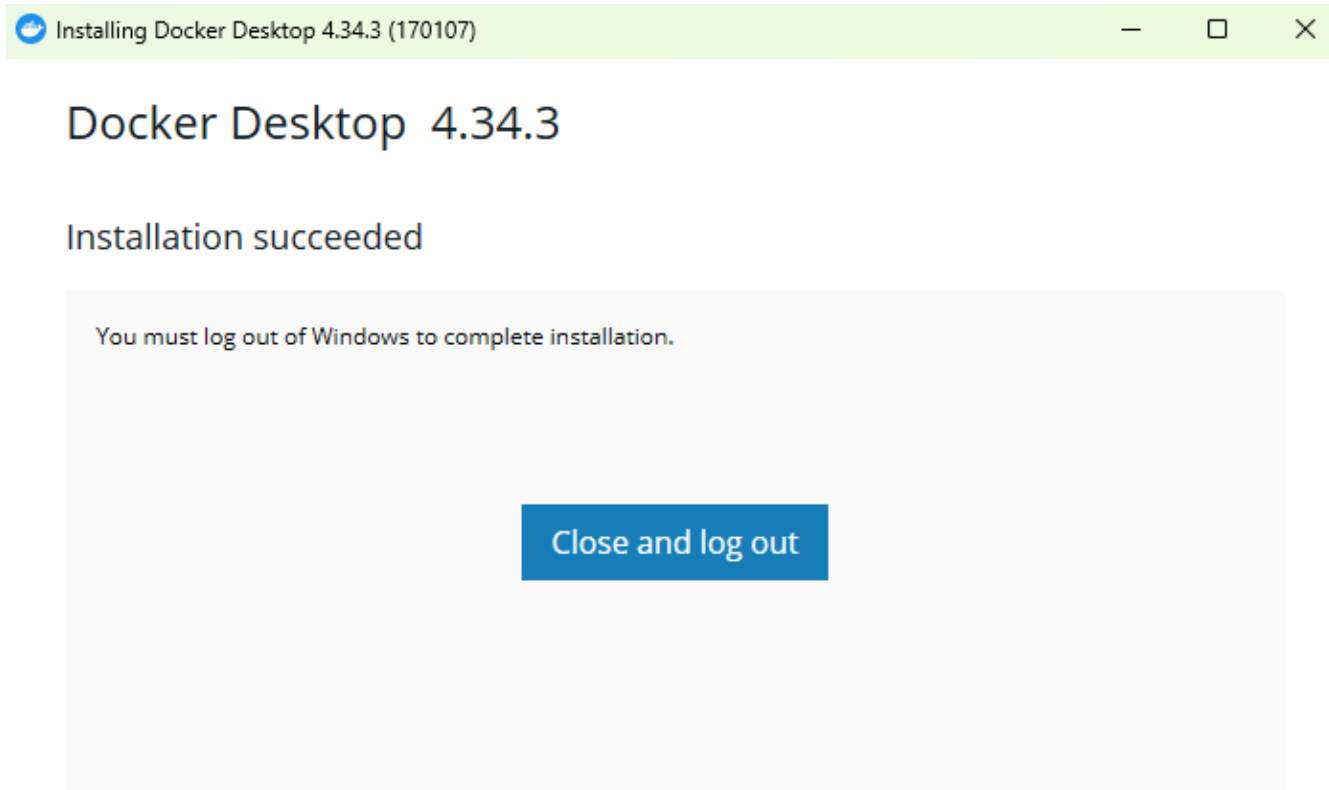 Installing Docker Desktop 4.34.3 (170107)
Docker Desktop 4.34.3
Installation succeeded
You must log out of Windows to complete installation.
Close and log out